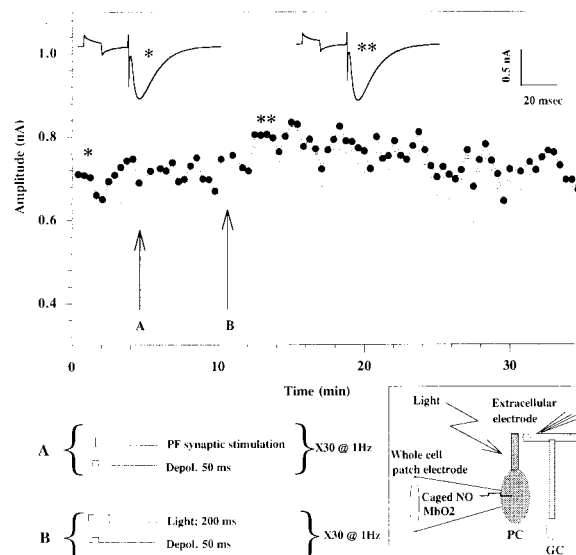 1.0
0.8
0.6
0.4
Amplitude (nA)
*
**
0.5 nA
20 msec
*
**
A
B
0
10
20
30
Time (min)
A
PF synaptic stimulation
Depol. 50 ms
X30 @ 1Hz
B
Light; 200 ms
Depol. 50 ms
X30 @ 1Hz
Light
Extracellular
electrode
Whole cell
patch electrode
Caged NO
MbO2
PC
GC